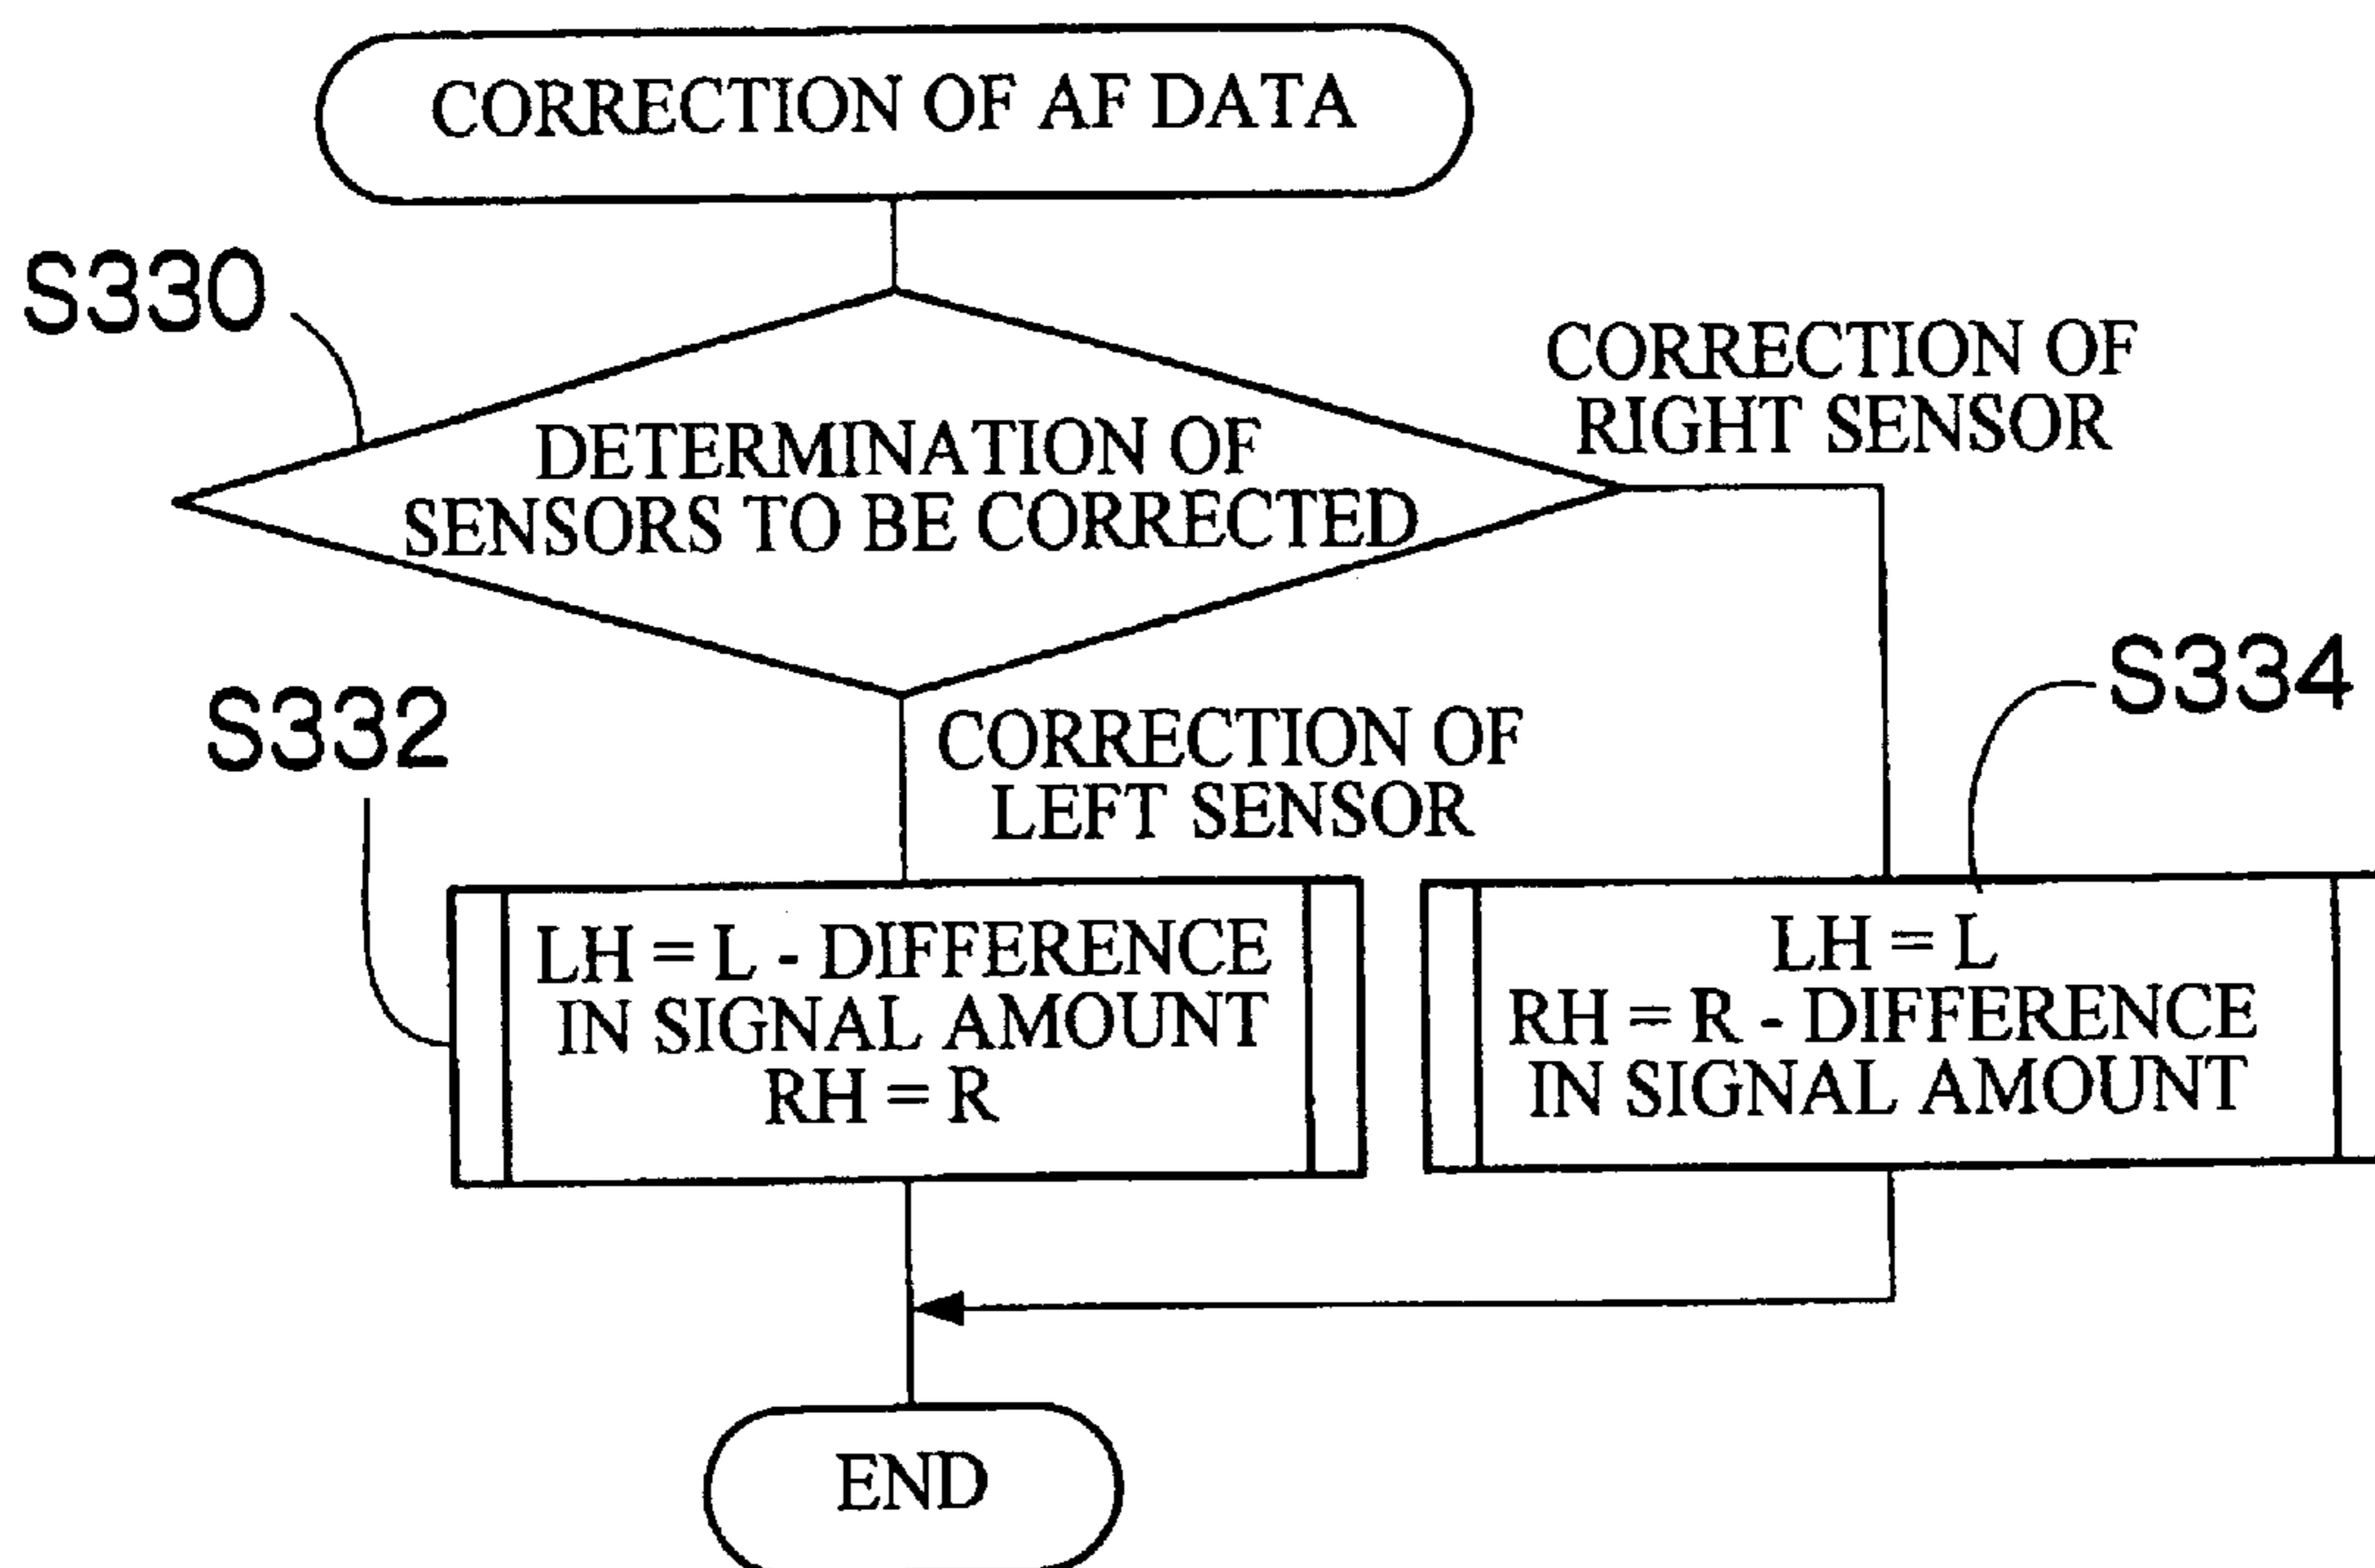 CORRECTION OF AF DATA
S330
DETERMINATION OF
SENSORS TO BE CORRECTED
CORRECTION OF
RIGHT SENSOR
S332
CORRECTION OF
LEFT SENSOR
S334
LH = L - DIFFERENCE
IN SIGNAL AMOUNT
RH = R
LH = L
RH = R - DIFFERENCE
IN SIGNAL AMOUNT
END